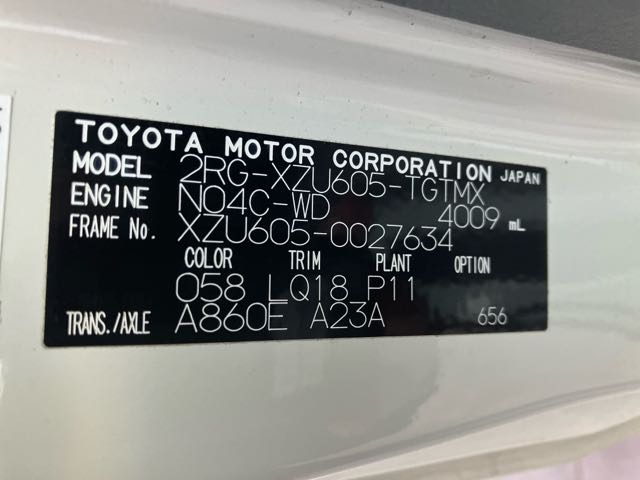 TOYOTA MOTOR CORPORATION JAPAN
MODEL 2RG-XZU605-TGTMX
ENGINE N04C-WD 4009 mL
FRAME No. XZU605-0027634
COLOR TRIM PLANT OPTION
058 LQ18 P11
TRANS./AXLE A860E A23A 656